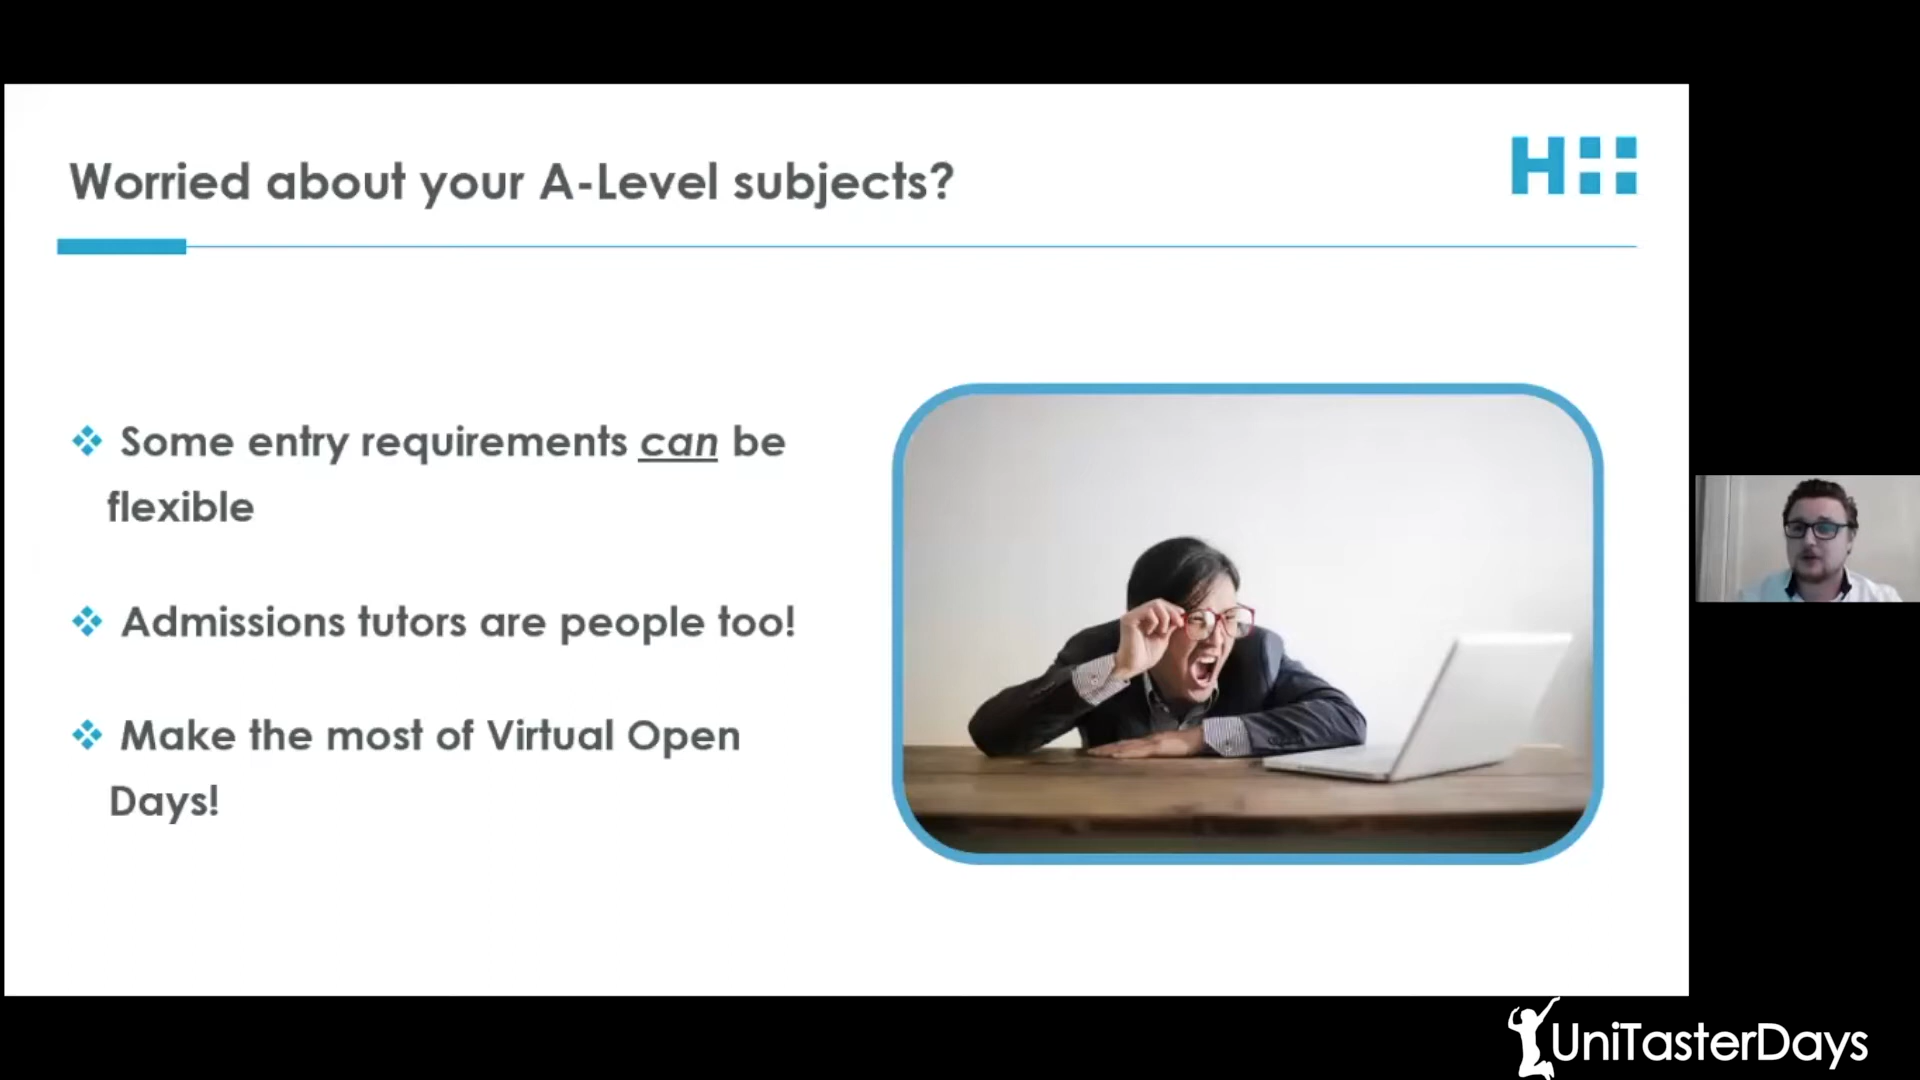 Worried about your A-Level subjects?
H
Some entry requirements can be
flexible
Admissions tutors are people too!
Make the most of Virtual Open
Days!
UniTasterDays